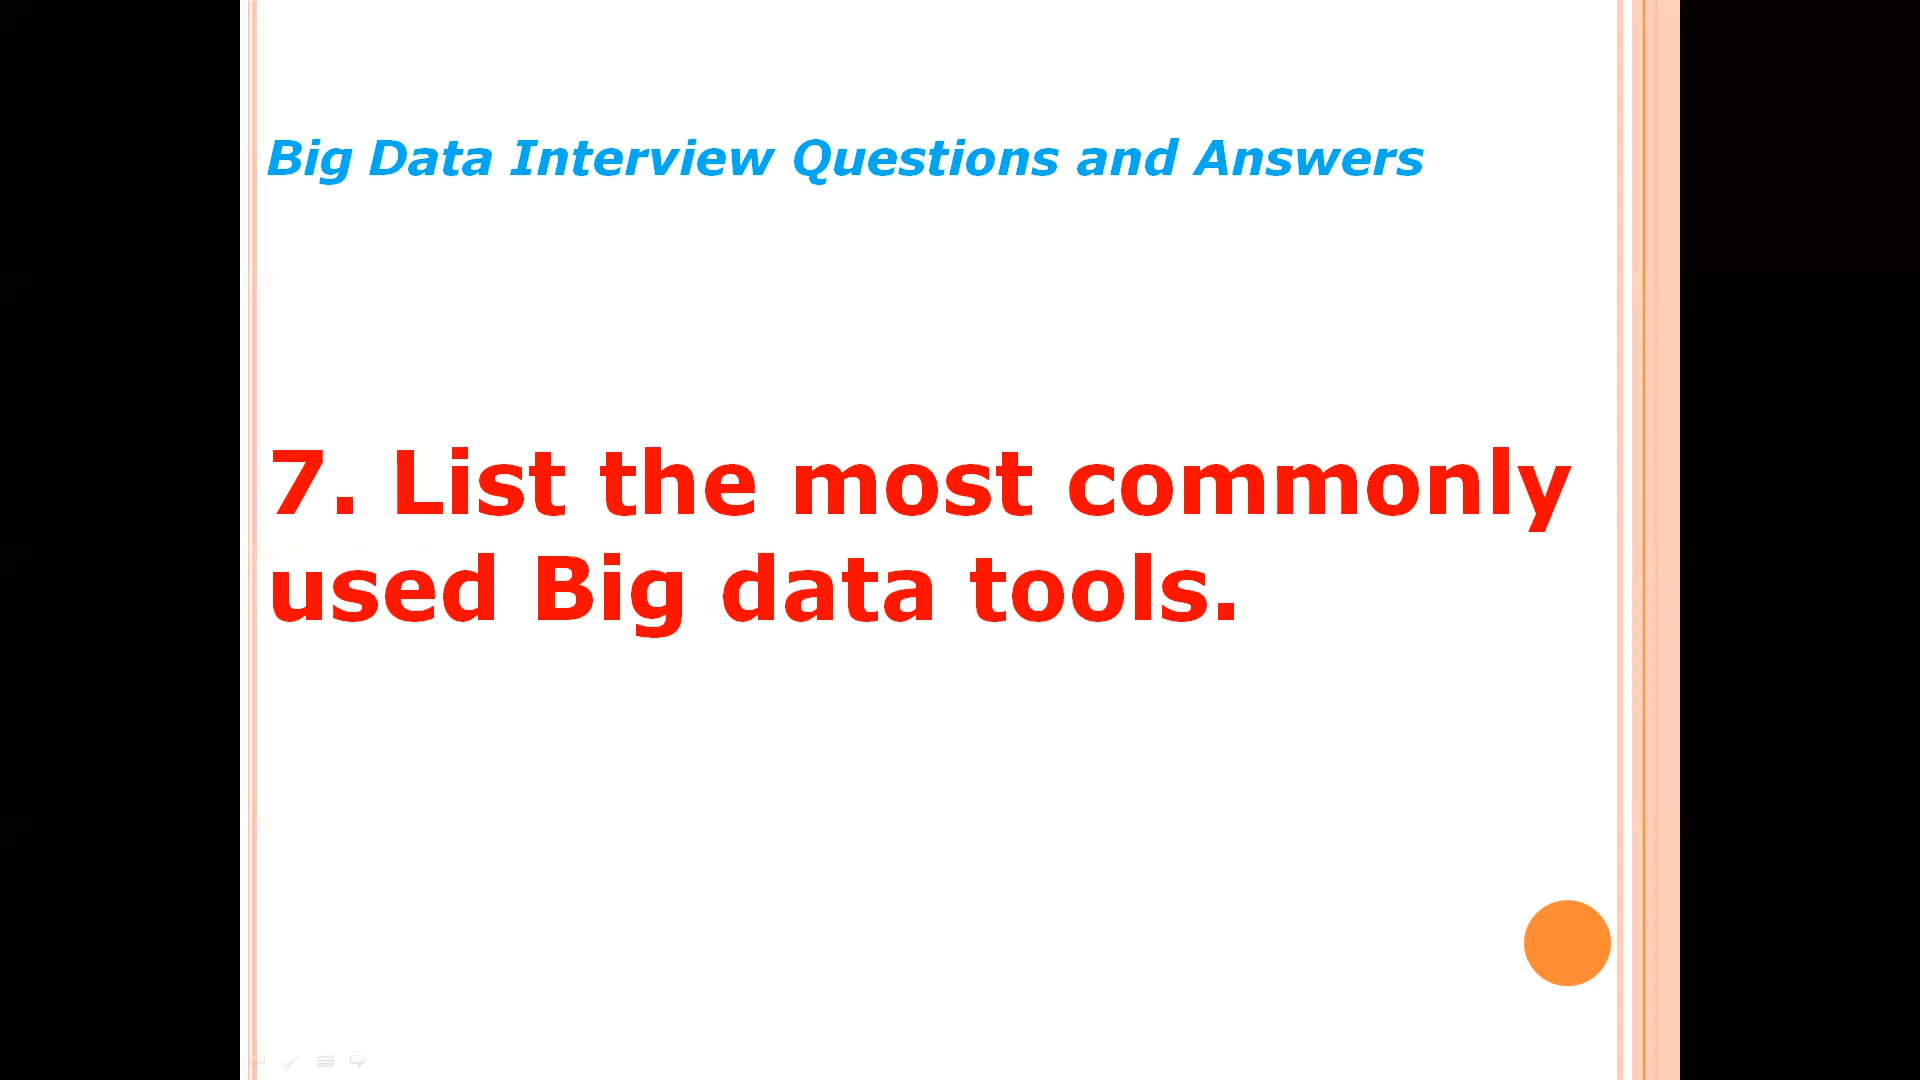 Big Data Interview Questions and Answers
7. List the most commonly
used Big data tools.